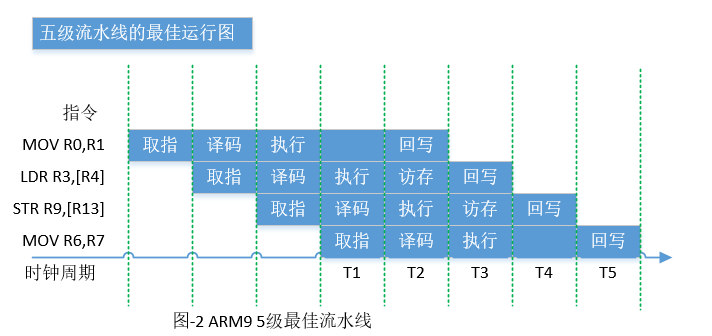 五级流水线的最佳运行图
指令
MOV R0,R1 取指 译码 执行 回写
LDR R3,[R4] 取指 译码 执行 访存 回写
STR R9,[R13] 取指 译码 执行 访存 回写
MOV R6,R7 取指 译码 执行 回写
时钟周期 T1 T2 T3 T4 T5
图-2 ARM9 5级最佳流水线